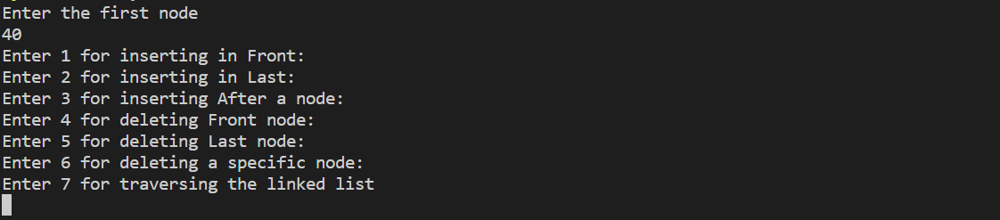 Enter the first node
40
Enter 1 for inserting in Front:
Enter 2 for inserting in Last:
Enter 3 for inserting After a node:
Enter 4 for deleting Front node:
Enter 5 for deleting Last node:
Enter 6 for deleting a specific node:
Enter 7 for traversing the linked list